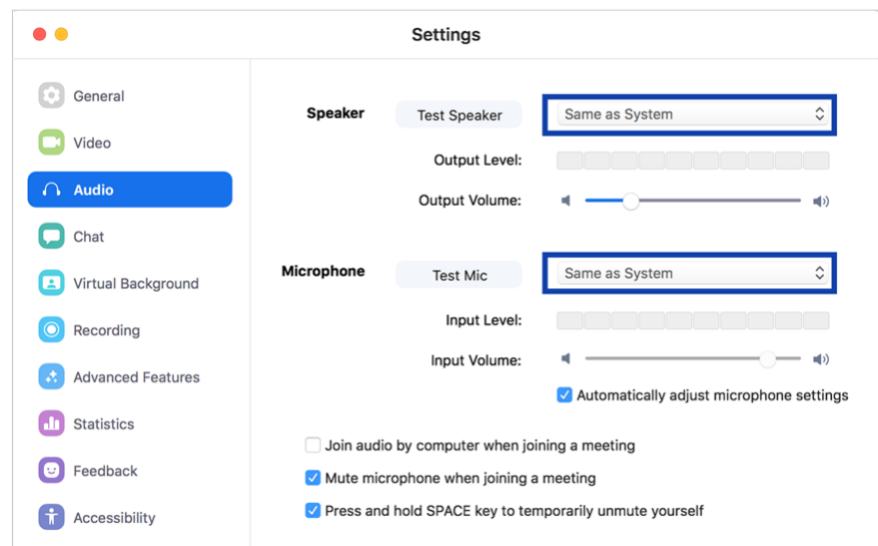 Settings
General
Video
Audio
Chat
Virtual Background
Recording
Advanced Features
Statistics
Feedback
Accessibility
Speaker Test Speaker Same as System
Output Level:
Output Volume:
Microphone Test Mic Same as System
Input Level:
Input Volume:
Automatically adjust microphone settings
Join audio by computer when joining a meeting
Mute microphone when joining a meeting
Press and hold SPACE key to temporarily unmute yourself